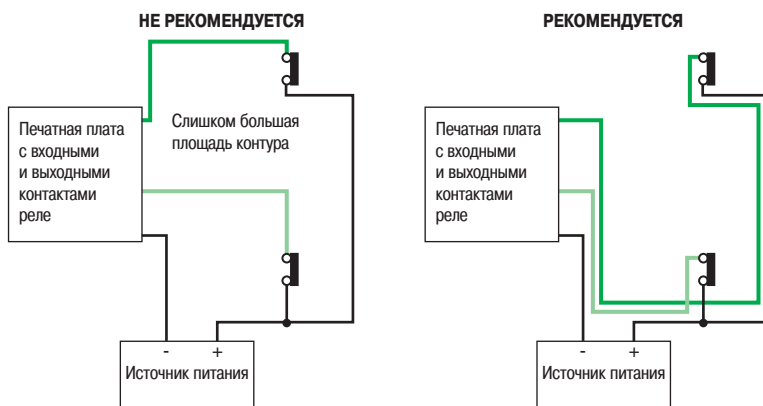 НЕ РЕКОМЕНДУЕТСЯ
Печатная плата
с входными
и выходными
контактами
реле
Слишком большая
площадь контура
- +
Источник питания
РЕКОМЕНДУЕТСЯ
Печатная плата
с входными
и выходными
контактами
реле
- +
Источник питания